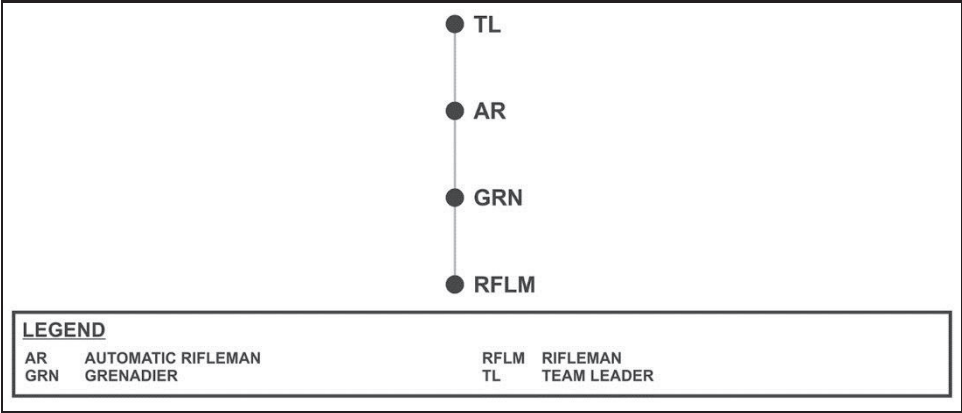 TL
AR
GRN
RFLM
LEGEND
AR AUTOMATIC RIFLEMAN
GRN GRENADIER
RFLM RIFLEMAN
TL TEAM LEADER